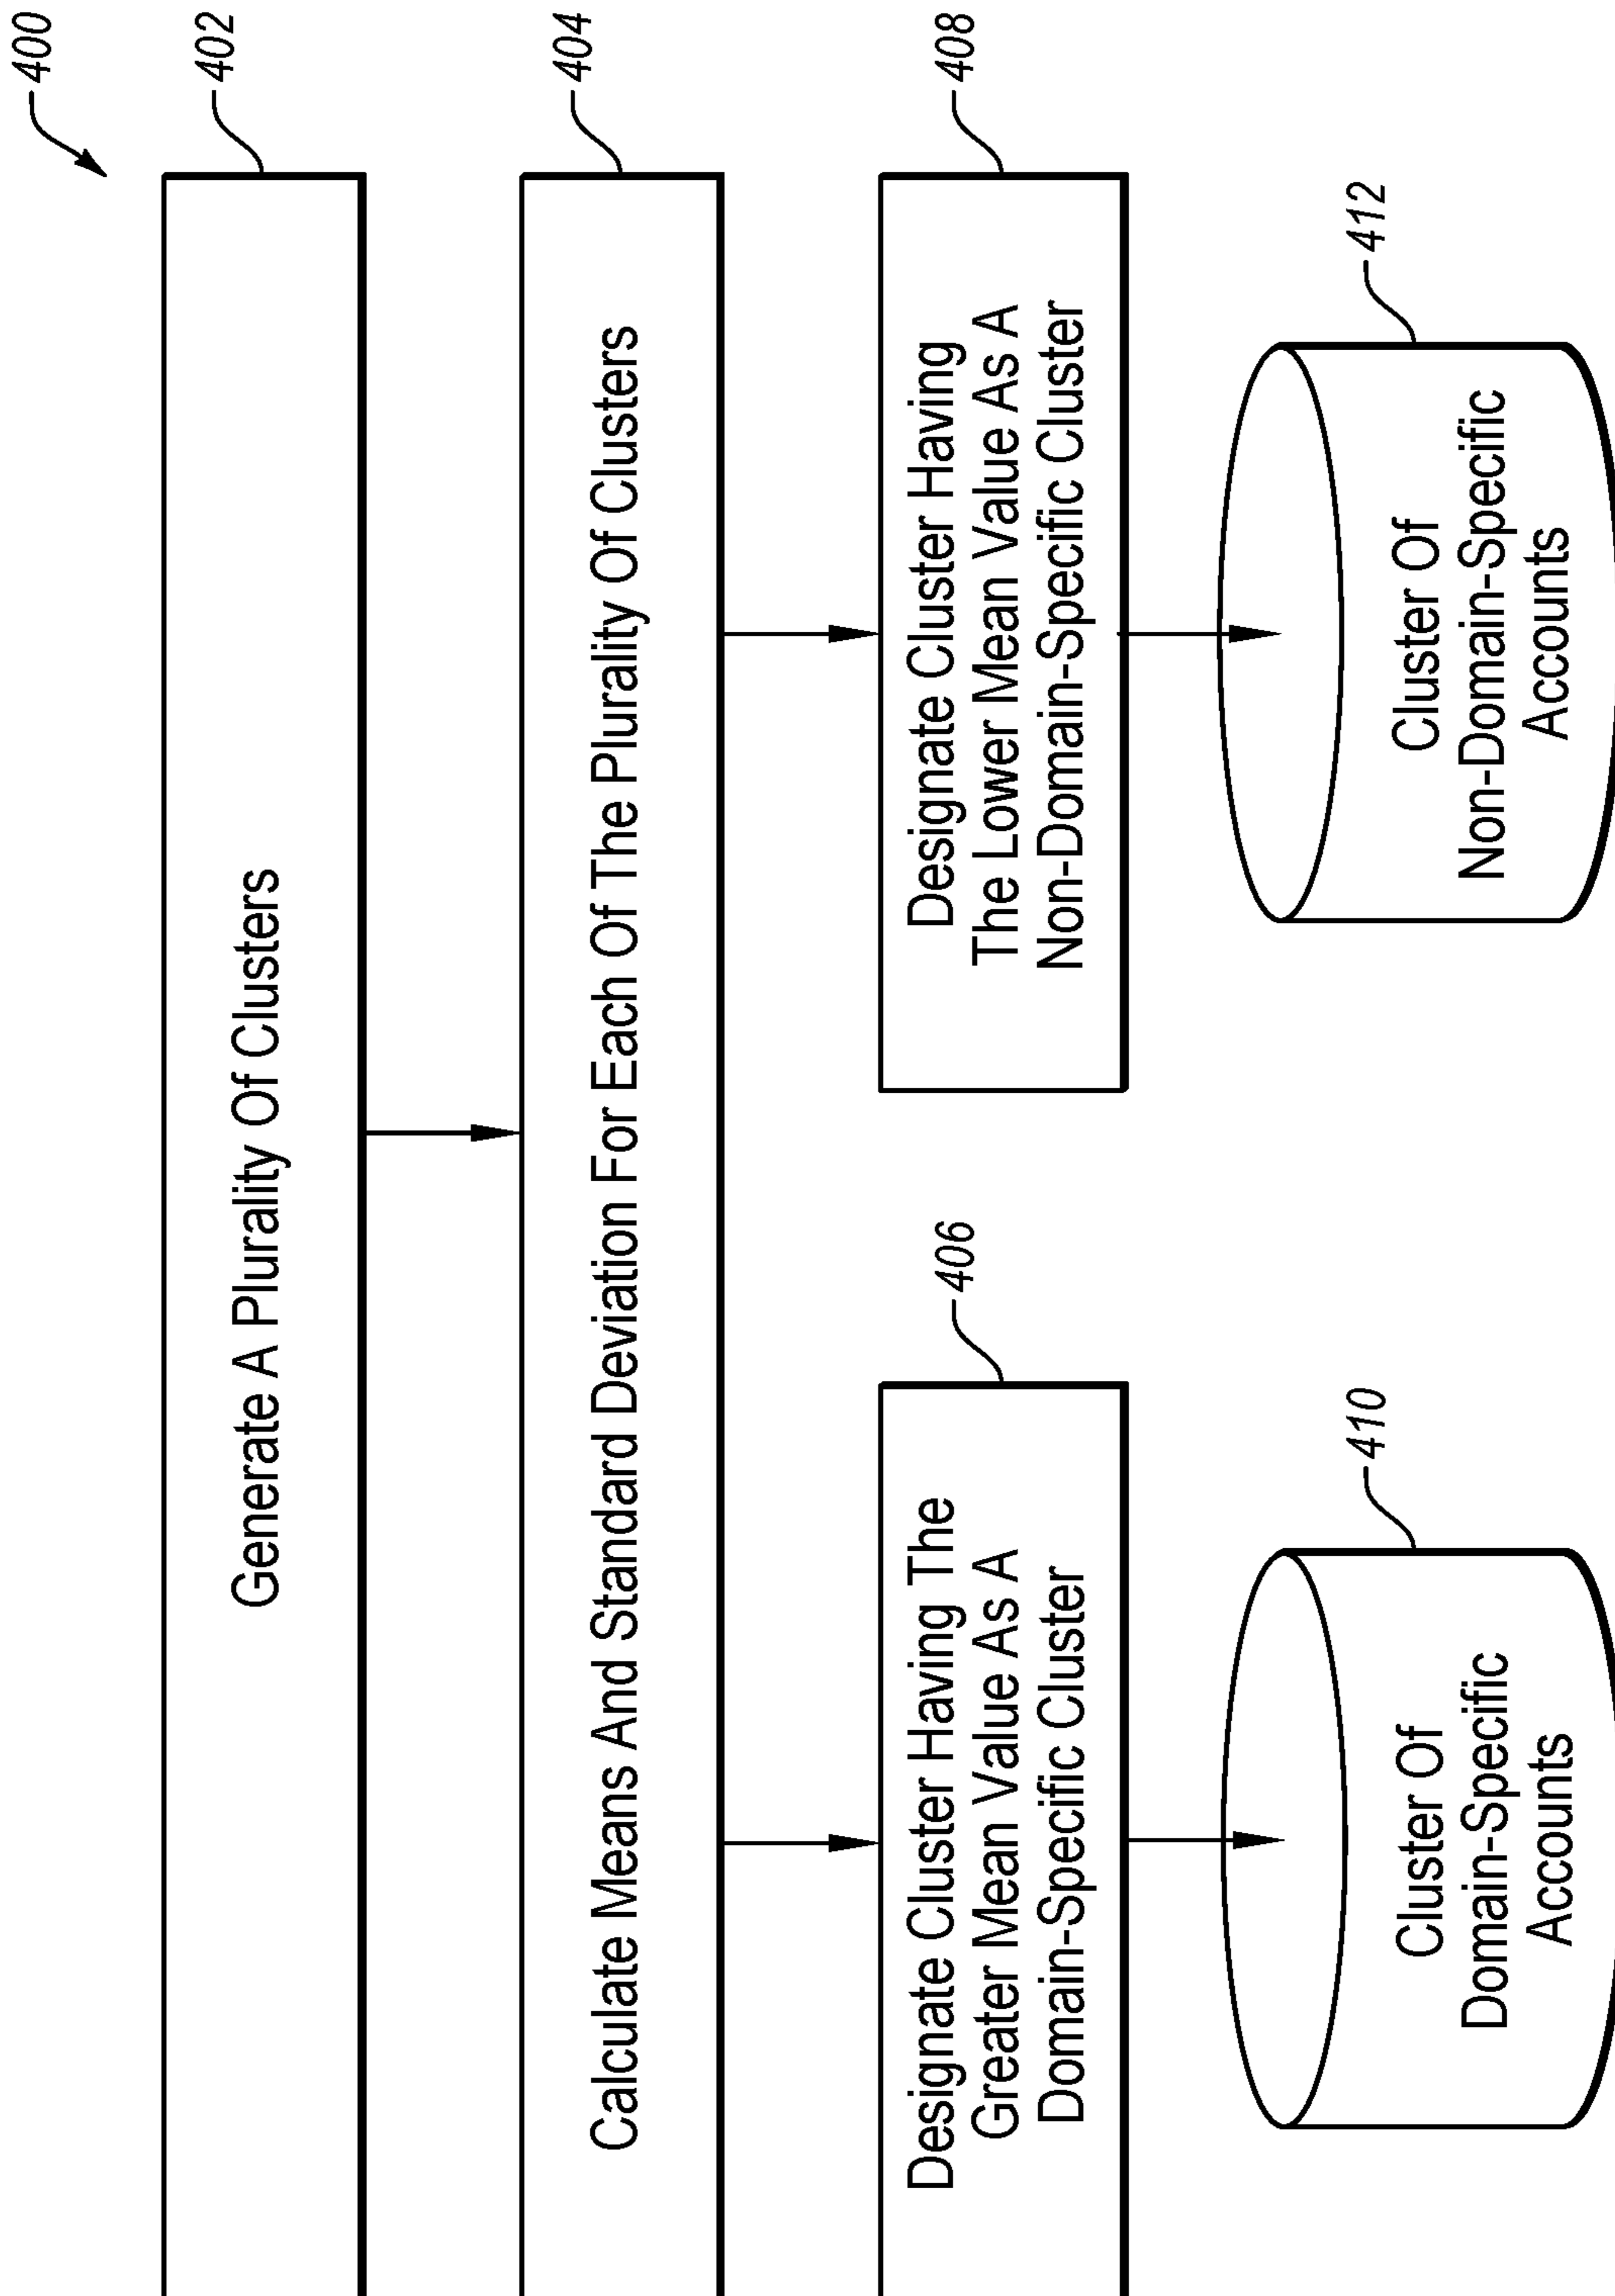 400
402
Generate A Plurality Of Clusters
404
Calculate Means And Standard Deviation For Each Of The Plurality Of Clusters
406
Designate Cluster Having The
Greater Mean Value As A
Domain-Specific Cluster
408
Designate Cluster Having
The Lower Mean Value As A
Non-Domain-Specific Cluster
410
Cluster Of
Domain-Specific
Accounts
412
Cluster Of
Non-Domain-Specific
Accounts